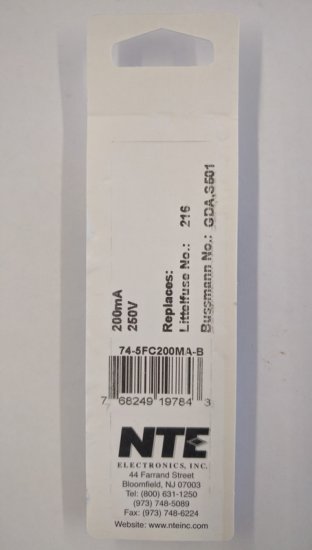 200mA
250V
Replaces:
Littelfuse No.: 216
Bussmann No.: GDA,S501
74-5FC200MA-B
7 68249 19784 3
NTE
ELECTRONICS, INC.
44 Farrand Street
Bloomfield, NJ 07003
Tel: (800) 631-1250
(973) 748-5089
Fax: (973) 748-6224
Website: www.nteinc.com